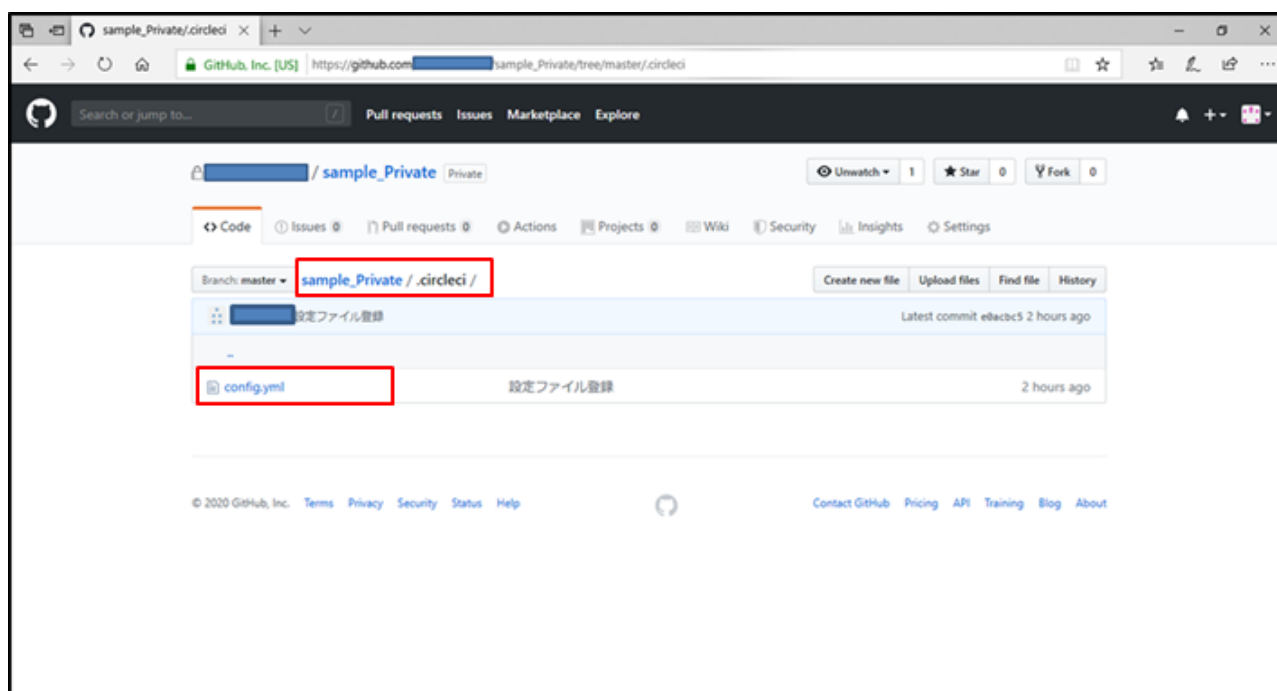 sample_Private/.circleci
GitHub, Inc. [US] https://github.com sample_Private/tree/master/.circleci
Search or jump to... / Pull requests Issues Marketplace Explore
/ sample_Private Private Unwatch 1 Star 0 Fork 0
Code Issues 0 Pull requests 0 Actions Projects 0 Wiki Security Insights Settings
Branch: master sample_Private / .circleci / Create new file Upload files Find file History
設定ファイル登録 Latest commit e0acbc5 2 hours ago
..
config.yml 設定ファイル登録 2 hours ago
© 2020 GitHub, Inc. Terms Privacy Security Status Help Contact GitHub Pricing API Training Blog About